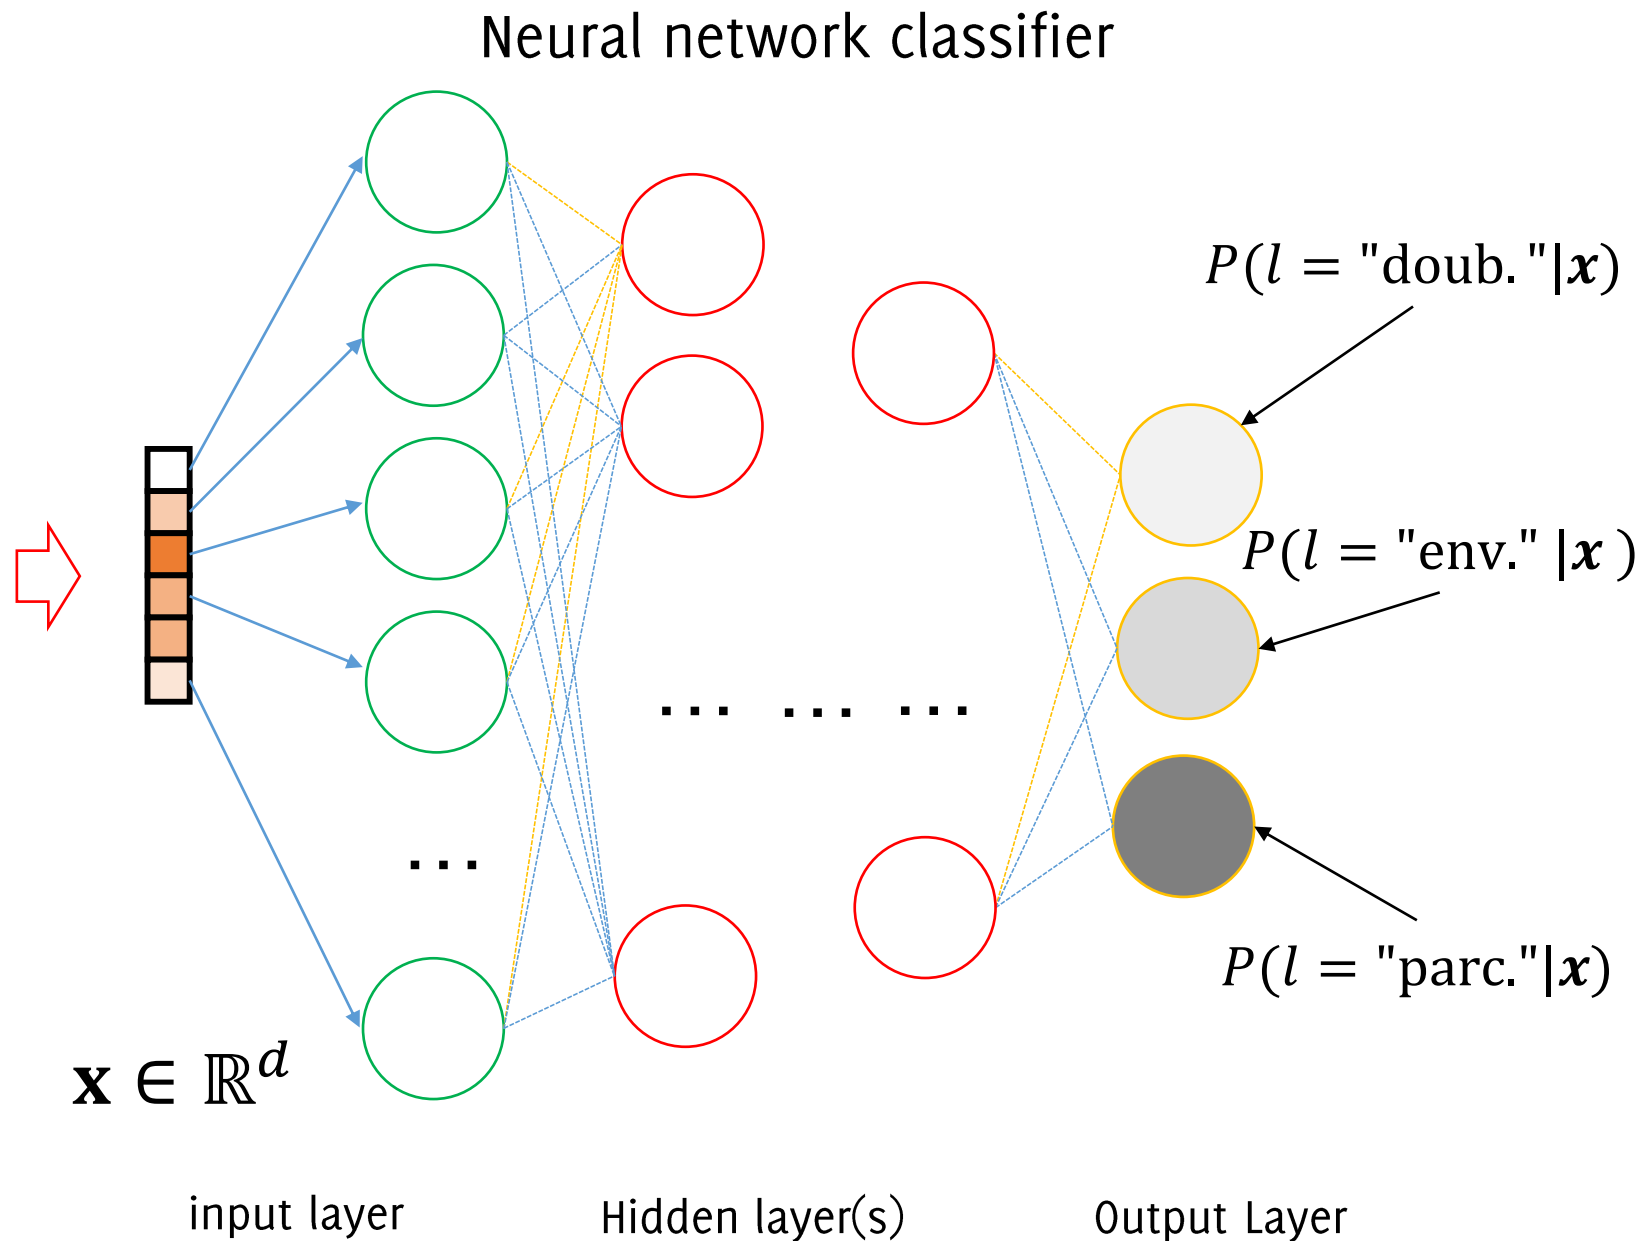 Neural network classifier
P(l = "doub. "|x)
P(l = "env." |x )
... ... ...
...
P(l = "parc."|x)
x ∈ ℝ^d
input layer
Hidden layer(s)
Output Layer